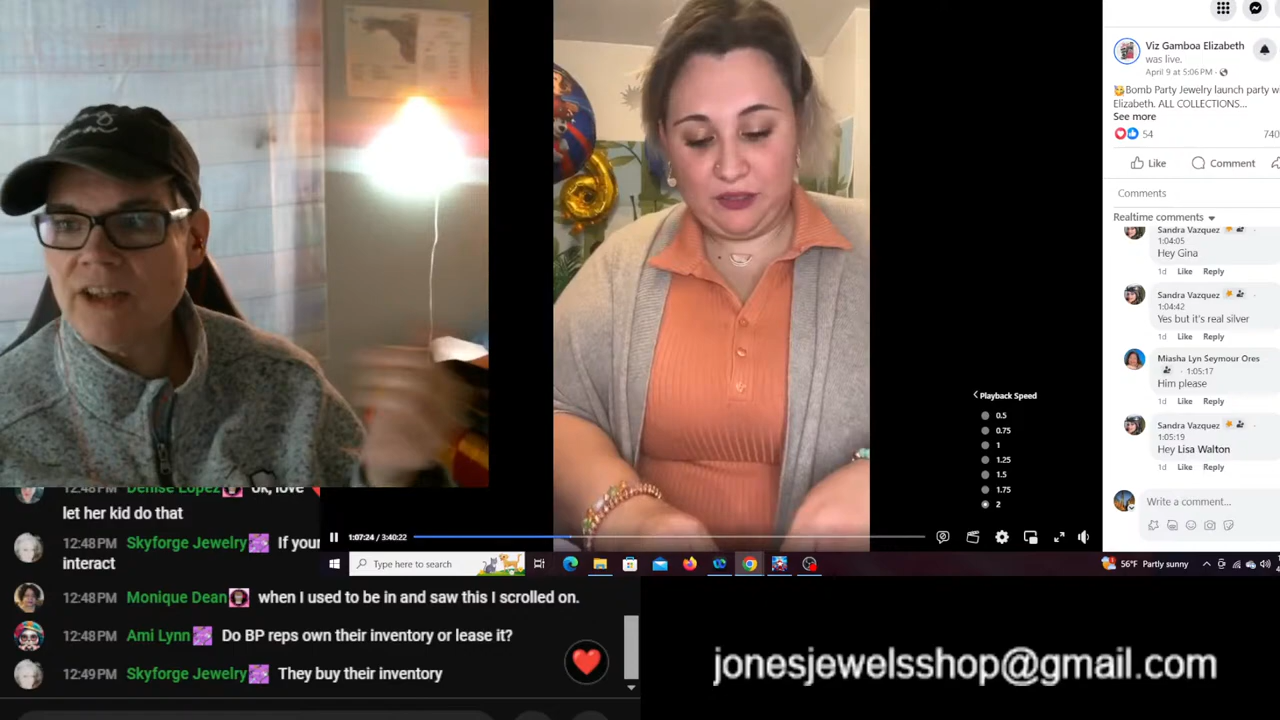 Viz Gamboa Elizabeth
was live.
April 9 at 5:06 PM ·
Bomb Party Jewelry launch party w
Elizabeth. ALL COLLECTIONS...
See more
54
740
Like
Comment
Comments
Realtime comments
Sandra Vazquez
1:04:05
Hey Gina
1d Like Reply
Sandra Vazquez
1:04:42
Yes but it's real silver
1d Like Reply
Miasha Lyn Seymour Ores
· 1:05:17
Him please
1d Like Reply
Sandra Vazquez
1:05:19
Hey Lisa Walton
1d Like Reply
Write a comment...
Playback Speed
0.5
0.75
1
1.25
1.5
1.75
2
1:07:24 / 3:40:22
Type here to search
56°F Partly sunny
12:48PM Denise Lopez ok, love
let her kid do that
12:48PM Skyforge Jewelry If your
interact
12:48PM Monique Dean when I used to be in and saw this I scrolled on.
12:48PM Ami Lynn Do BP reps own their inventory or lease it?
12:49PM Skyforge Jewelry They buy their inventory
jonesjewelsshop@gmail.com